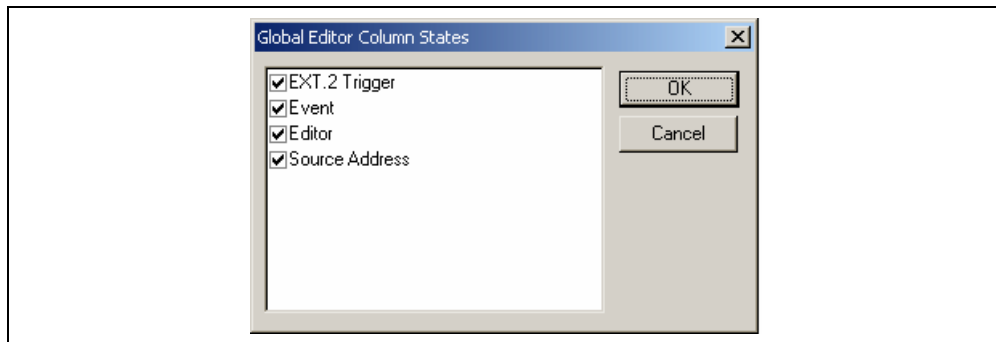 Global Editor Column States
EXT.2 Trigger
Event
Editor
Source Address
OK
Cancel